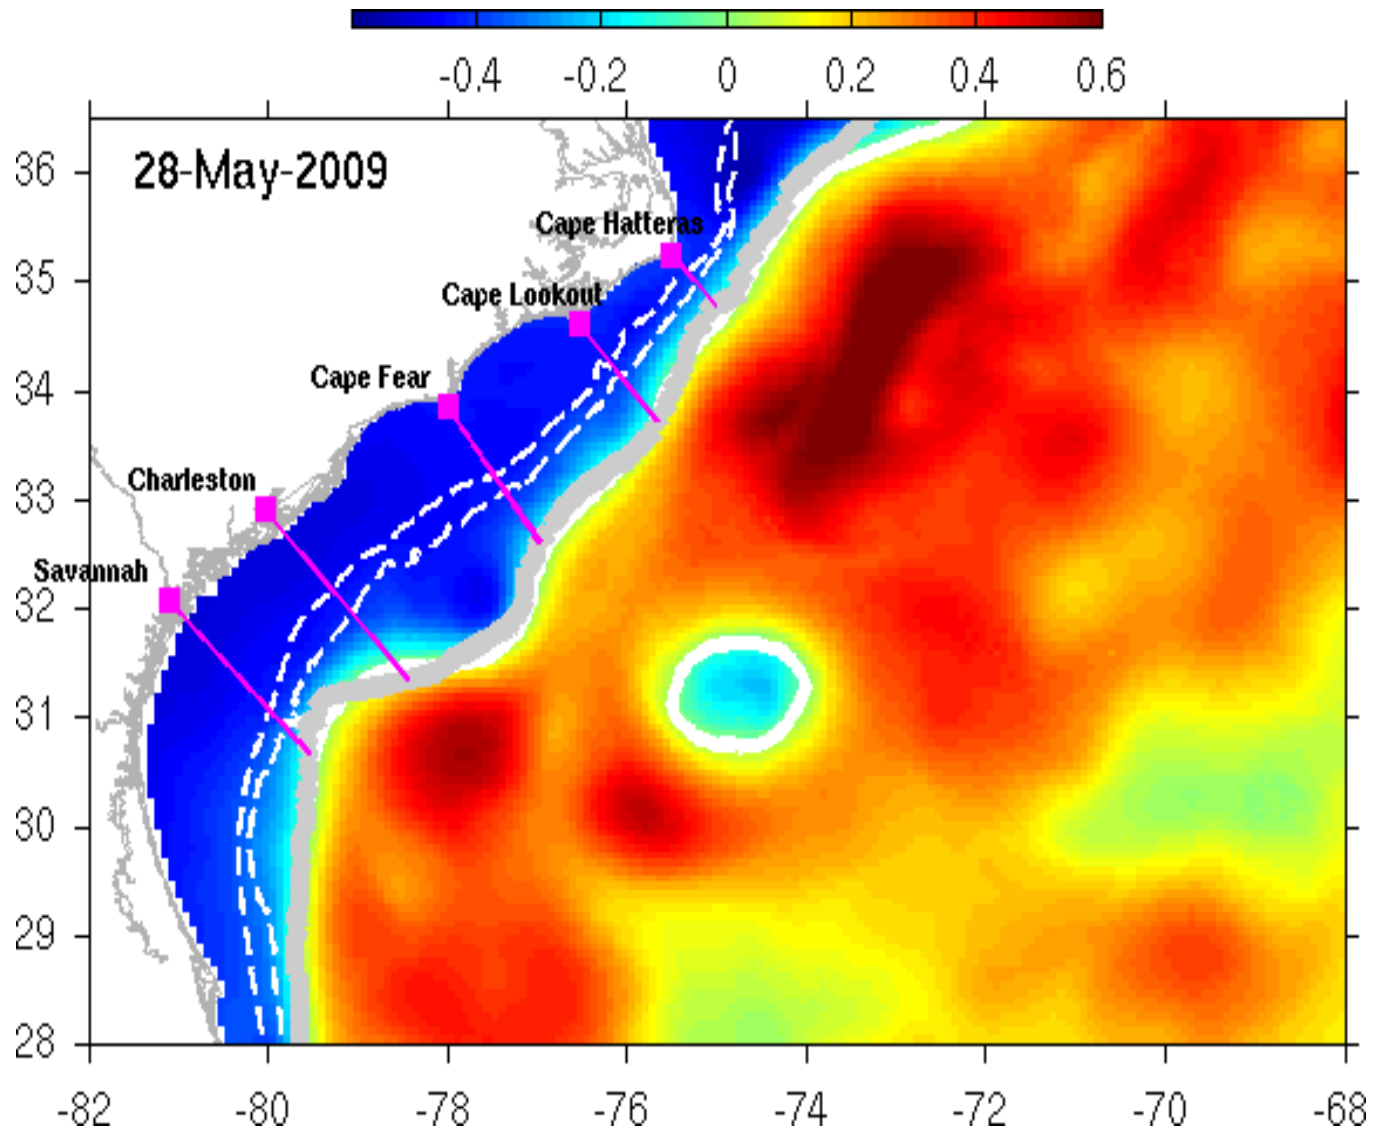 -0.4 -0.2 0 0.2 0.4 0.6
28-May-2009
36
Cape Hatteras
35
Cape Lookout
34
Cape Fear
Charleston
33
Savannah
32
31
30
29
28
-82 -80 -78 -76 -74 -72 -70 -68